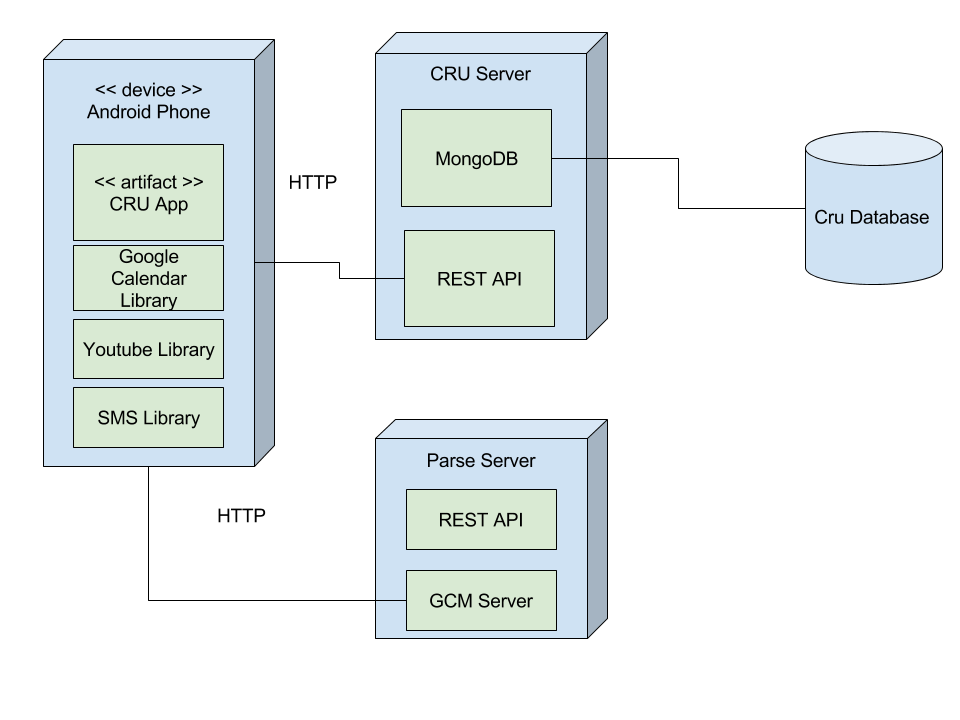 << device >>
Android Phone
<< artifact >>
CRU App
Google
Calendar
Library
Youtube Library
SMS Library
HTTP
CRU Server
MongoDB
REST API
Cru Database
HTTP
Parse Server
REST API
GCM Server